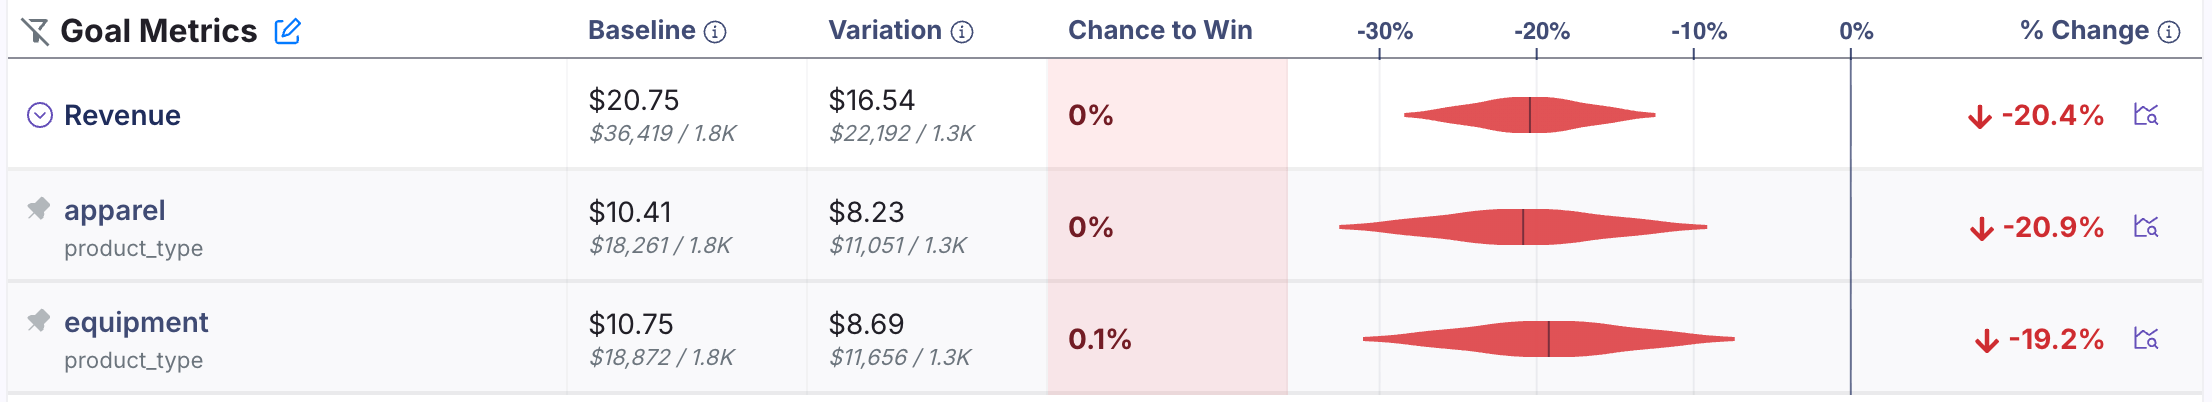 Goal Metrics Baseline Variation Chance to Win -30% -20% -10% 0% % Change
Revenue $20.75 $16.54 0% -20.4%
$36,419 / 1.8K $22,192 / 1.3K
apparel $10.41 $8.23 0% -20.9%
product_type $18,261 / 1.8K $11,051 / 1.3K
equipment $10.75 $8.69 0.1% -19.2%
product_type $18,872 / 1.8K $11,656 / 1.3K